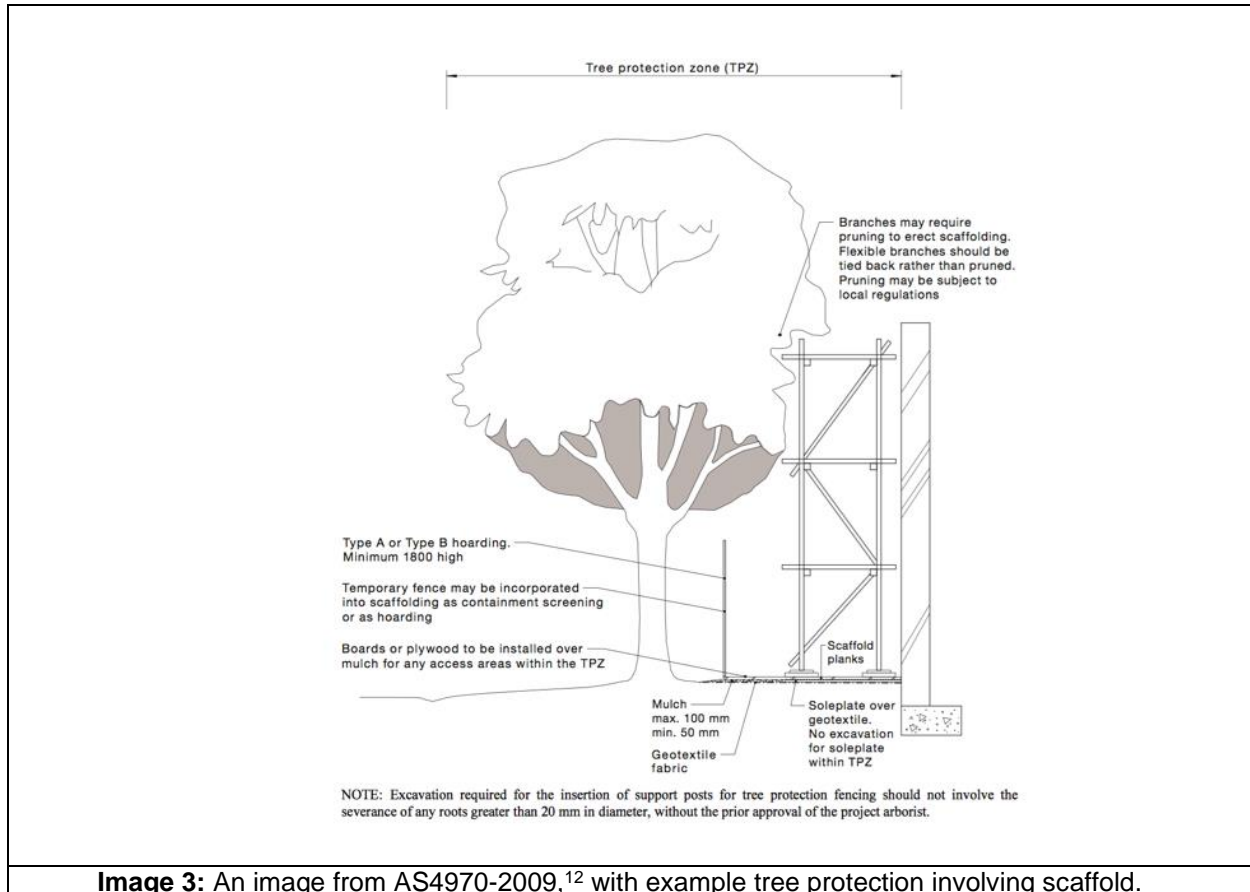 Tree protection zone (TPZ)
Branches may require
pruning to erect scaffolding.
Flexible branches should be
tied back rather than pruned.
Pruning may be subject to
local regulations
Type A or Type B hoarding.
Minimum 1800 high
Temporary fence may be incorporated
into scaffolding as containment screening
or as hoarding
Boards or plywood to be installed over
mulch for any access areas within the TPZ
Scaffold
planks
Mulch
max. 100 mm
min. 50 mm
Geotextile
fabric
Soleplate over
geotextile.
No excavation
for soleplate
within TPZ
NOTE: Excavation required for the insertion of support posts for tree protection fencing should not involve the
severance of any roots greater than 20 mm in diameter, without the prior approval of the project arborist.
Image 3: An image from AS4970-2009,¹² with example tree protection involving scaffold.